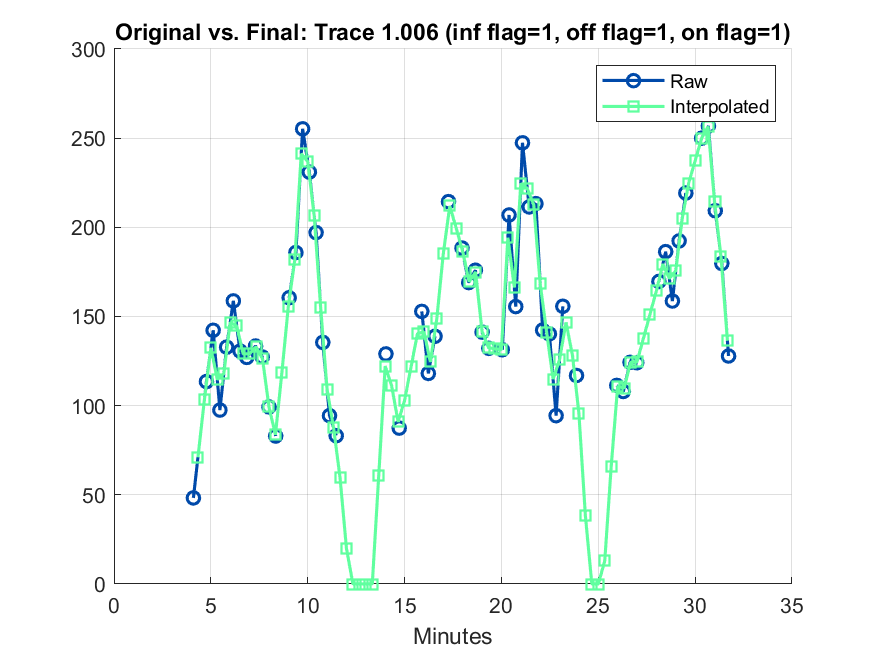 Original vs. Final: Trace 1.006 (inf flag=1, off flag=1, on flag=1)
300
250
200
150
100
50
0
Raw
Interpolated
0 5 10 15 20 25 30 35
Minutes